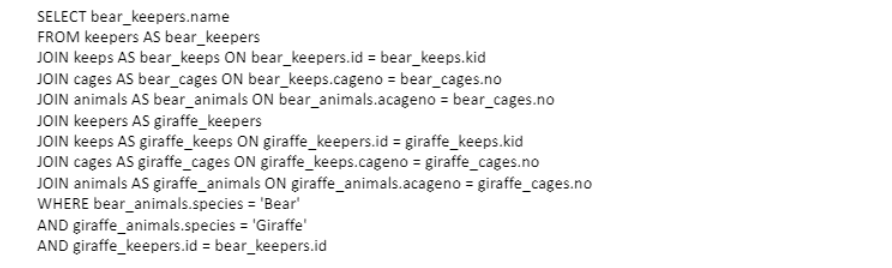 SELECT bear_keepers.name
FROM keepers AS bear_keepers
JOIN keeps AS bear_keeps ON bear_keepers.id = bear_keeps.kid
JOIN cages AS bear_cages ON bear_keeps.cageno = bear_cages.no
JOIN animals AS bear_animals ON bear_animals.acageno = bear_cages.no
JOIN keepers AS giraffe_keepers
JOIN keeps AS giraffe_keeps ON giraffe_keepers.id = giraffe_keeps.kid
JOIN cages AS giraffe_cages ON giraffe_keeps.cageno = giraffe_cages.no
JOIN animals AS giraffe_animals ON giraffe_animals.acageno = giraffe_cages.no
WHERE bear_animals.species = 'Bear'
AND giraffe_animals.species = 'Giraffe'
AND giraffe_keepers.id = bear_keepers.id